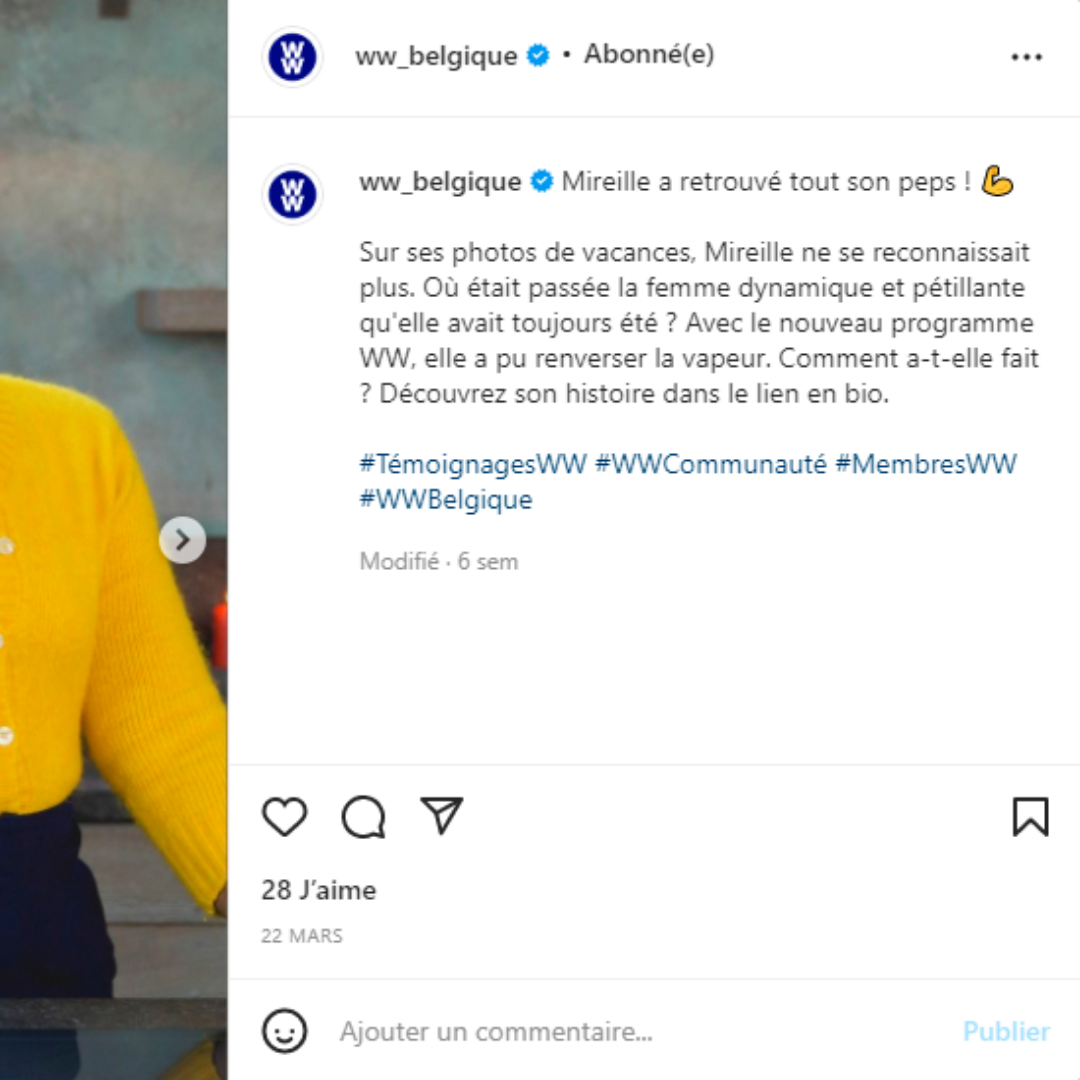 WW
ww_belgique • Abonné(e)
WW
ww_belgique Mireille a retrouvé tout son peps ! 💪
Sur ses photos de vacances, Mireille ne se reconnaissait
plus. Où était passée la femme dynamique et pétillante
qu'elle avait toujours été ? Avec le nouveau programme
WW, elle a pu renverser la vapeur. Comment a-t-elle fait
? Découvrez son histoire dans le lien en bio.
#TémoignagesWW #WWCommunauté #MembresWW
#WWBelgique
Modifié · 6 sem
28 J’aime
22 MARS
Ajouter un commentaire... Publier